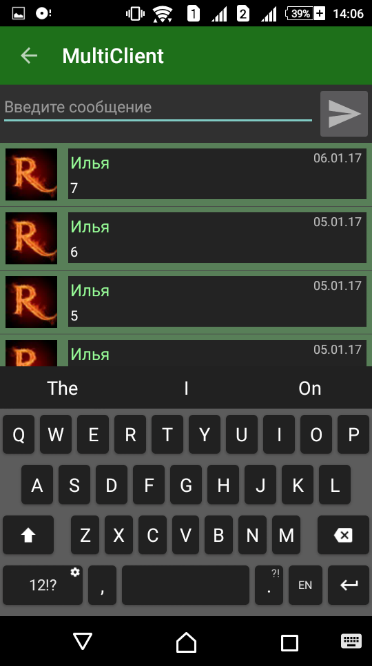 1 2 39% 14:06
MultiClient
Введите сообщение
Илья 06.01.17
7
Илья 05.01.17
6
Илья 05.01.17
5
Илья 05.01.17
The I On
Q W E R T Y U I O P
A S D F G H J K L
Z X C V B N M
12!? , . ?! EN